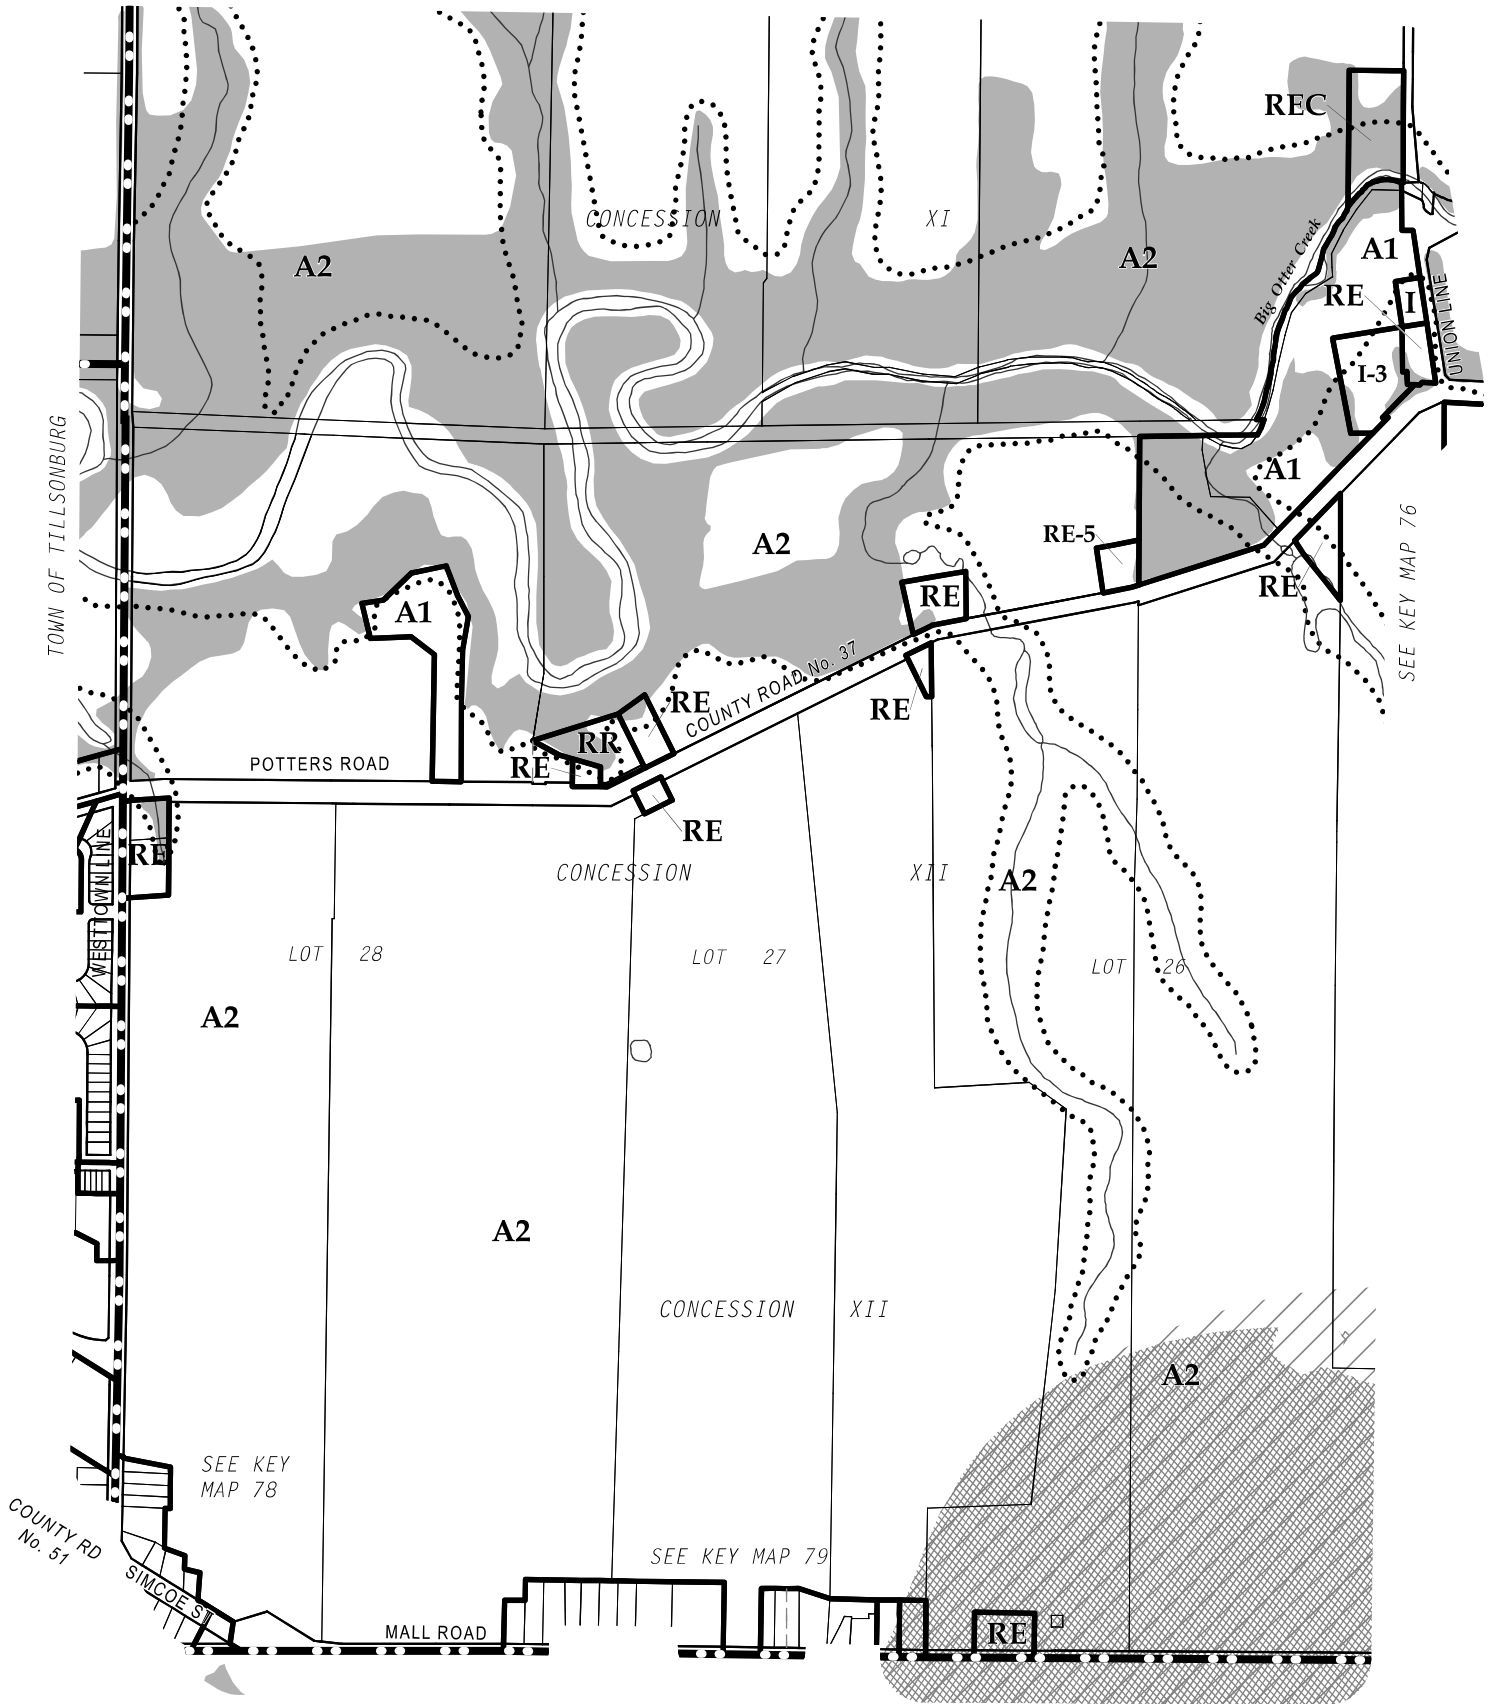 REC
CONCESSION XI
A2
A2
A1
Big Otter Creek
RE
I
UNION LINE
I-3
TOWN OF TILLSONBURG
A1
RE-5
A2
SEE KEY MAP 76
RE
RE
A1
COUNTY ROAD No. 37
RE
RE
RR
RE
POTTERS ROAD
RE
RE
WESTTOWN LINE
CONCESSION XII
A2
LOT 28
LOT 27
LOT 26
A2
A2
CONCESSION XII
A2
SEE KEY
MAP 78
COUNTY RD
No. 51
SIMCOE ST
SEE KEY MAP 79
MALL ROAD
RE